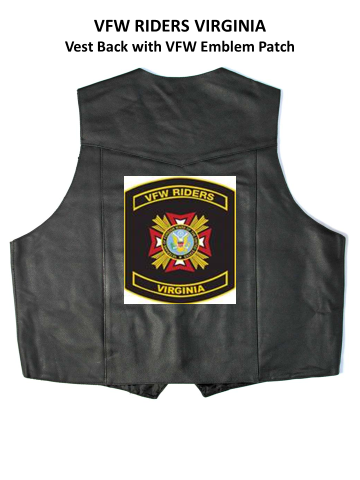 VFW RIDERS VIRGINIA
Vest Back with VFW Emblem Patch
VFW RIDERS
VIRGINIA